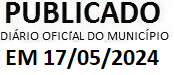 PUBLICADO
DIÁRIO OFICIAL DO MUNICÍPIO
EM 17/05/2024